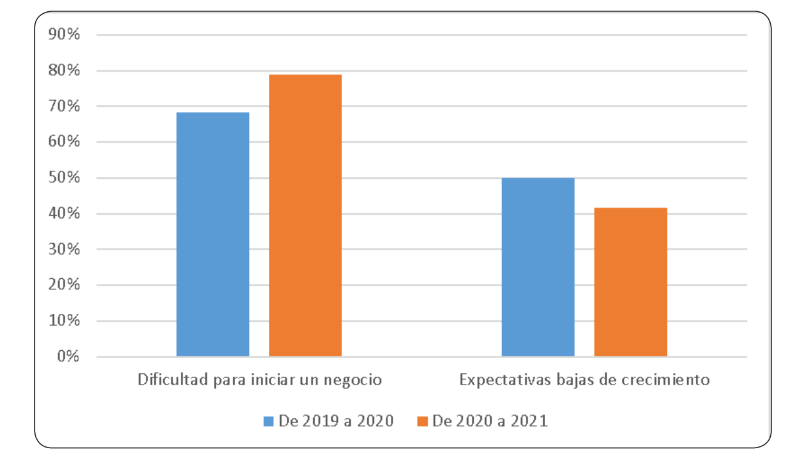 90%
80%
70%
60%
50%
40%
30%
20%
10%
0%
Dificultad para iniciar un negocio
Expectativas bajas de crecimiento
De 2019 a 2020
De 2020 a 2021